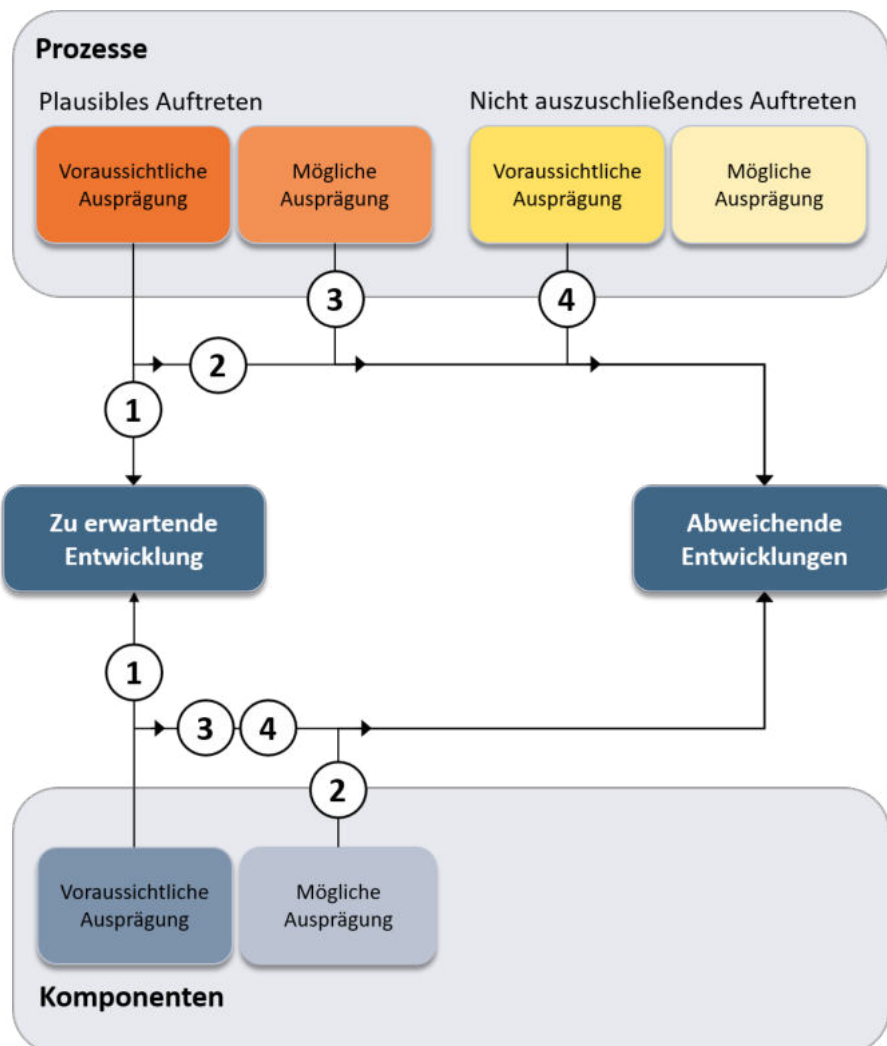 Prozesse
Plausibles Auftreten
Nicht auszuschließendes Auftreten
Voraussichtliche
Ausprägung
Mögliche
Ausprägung
Voraussichtliche
Ausprägung
Mögliche
Ausprägung
3
4
2
1
Zu erwartende
Entwicklung
Abweichende
Entwicklungen
1
3
4
2
Voraussichtliche
Ausprägung
Mögliche
Ausprägung
Komponenten